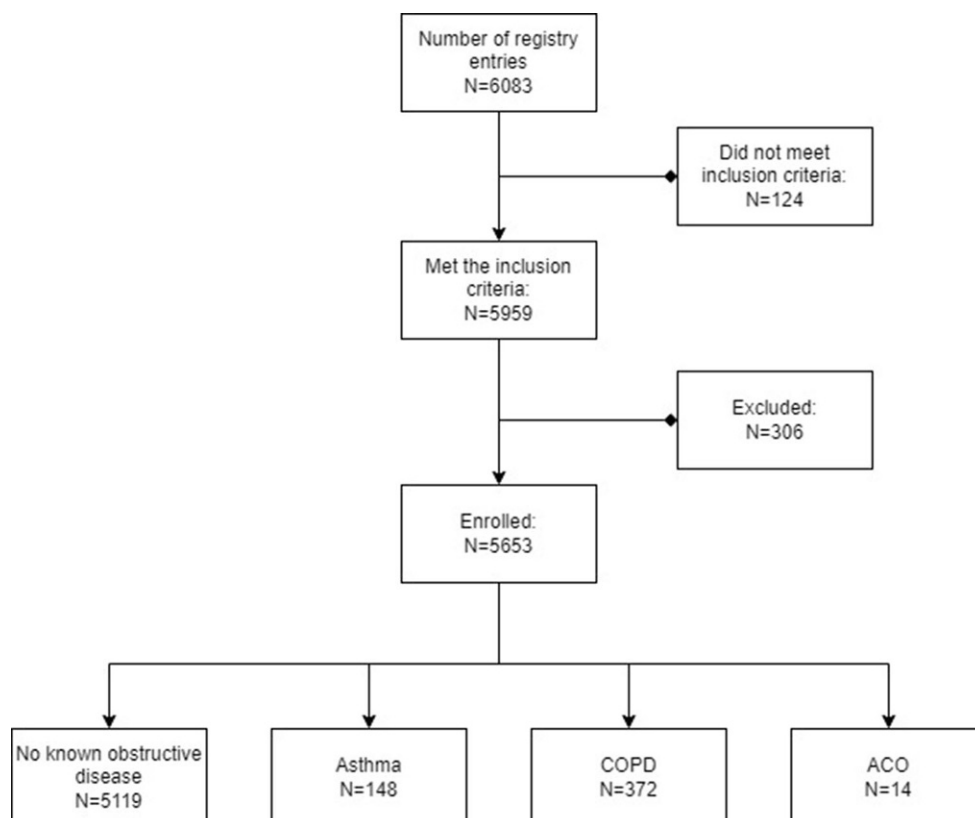 Number of registry
entries
N=6083
Did not meet
inclusion criteria:
N=124
Met the inclusion
criteria:
N=5959
Excluded:
N=306
Enrolled:
N=5653
No known obstructive
disease
N=5119
Asthma
N=148
COPD
N=372
ACO
N=14